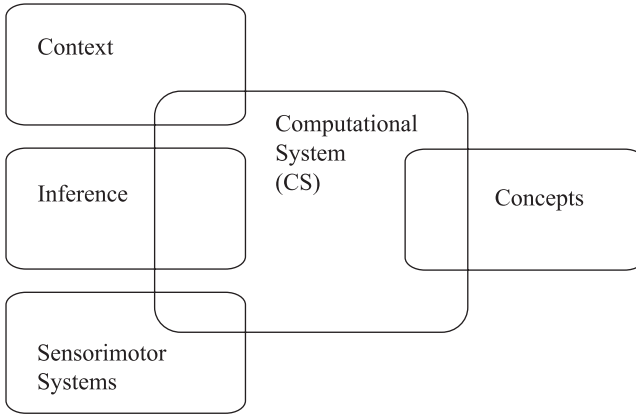 Context
Computational
System
(CS)
Inference
Concepts
Sensorimotor
Systems